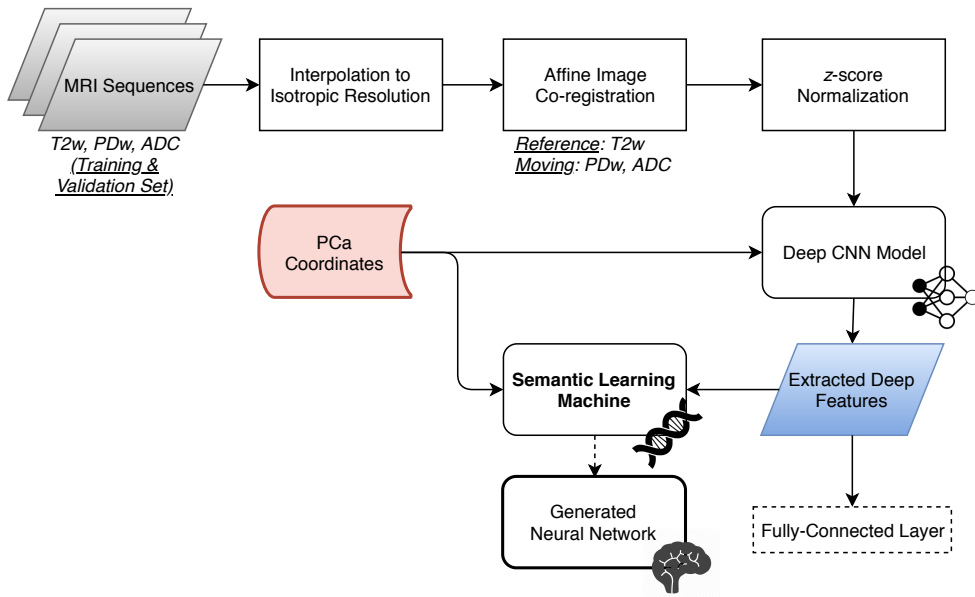 MRI Sequences
T2w, PDw, ADC
(Training &
Validation Set)
Interpolation to
Isotropic Resolution
Affine Image
Co-registration
Reference: T2w
Moving: PDw, ADC
z-score
Normalization
PCa
Coordinates
Deep CNN Model
Semantic Learning
Machine
Extracted Deep
Features
Generated
Neural Network
Fully-Connected Layer